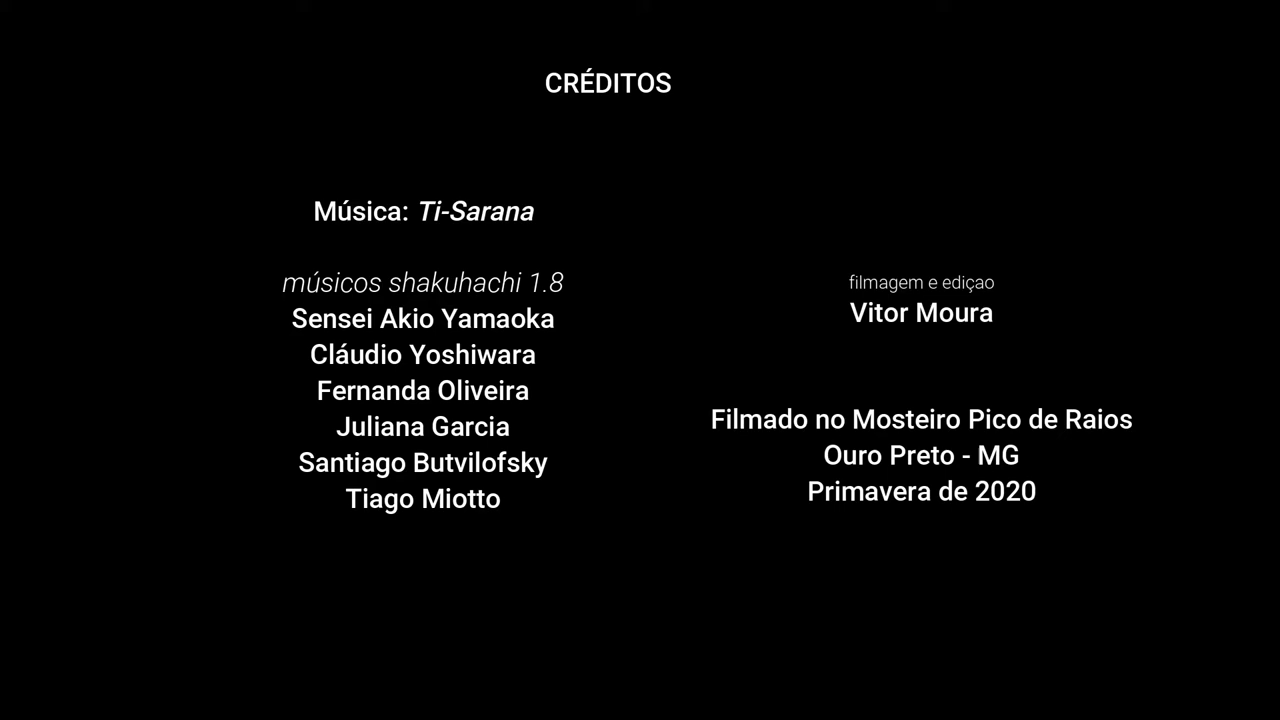 CRÉDITOS
Música: Ti-Sarana
músicos shakuhachi 1.8
Sensei Akio Yamaoka
Cláudio Yoshiwara
Fernanda Oliveira
Juliana Garcia
Santiago Butvilofsky
Tiago Miotto
filmagem e ediçao
Vitor Moura
Filmado no Mosteiro Pico de Raios
Ouro Preto - MG
Primavera de 2020